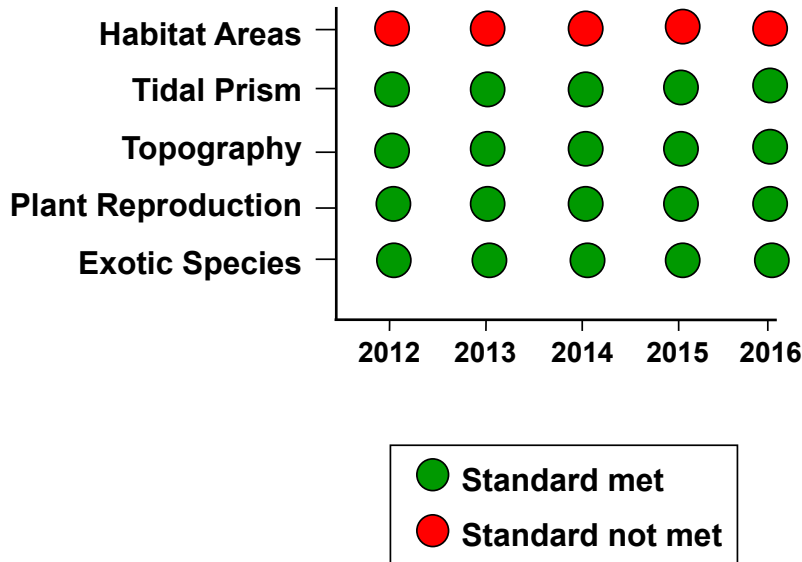 Habitat Areas
Tidal Prism
Topography
Plant Reproduction
Exotic Species
2012 2013 2014 2015 2016
Standard met
Standard not met